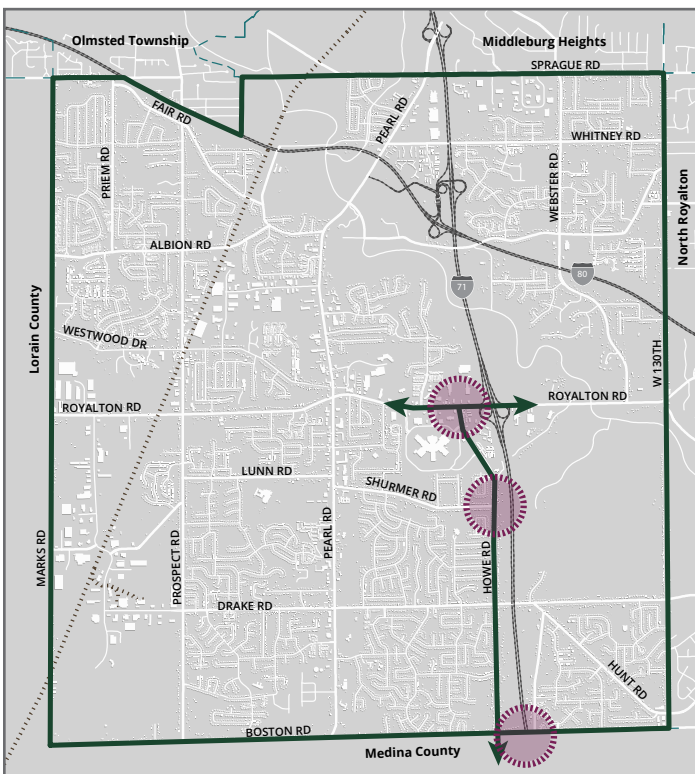 Olmsted Township
Middleburg Heights
SPRAGUE RD
FAIR RD
PEARL RD
WHITNEY RD
PRIEM RD
WEBSTER RD
North Royalton
ALBION RD
80
71
Lorain County
WESTWOOD DR
W 130TH
ROYALTON RD
ROYALTON RD
LUNN RD
SHURMER RD
PEARL RD
MARKS RD
PROSPECT RD
HOWE RD
DRAKE RD
HUNT RD
BOSTON RD
Medina County